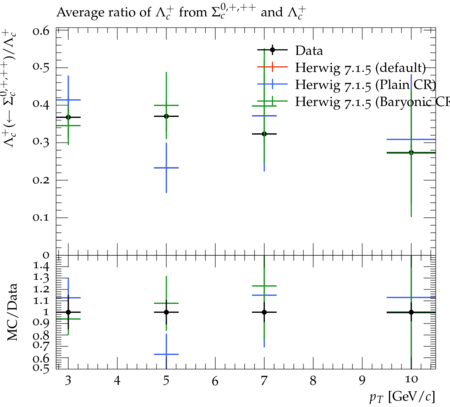 Average ratio of Λc+ from Σc0,+,++ and Λc+
Λc+(← Σc0,+,++)/Λc+
0.6
0.5
0.4
0.3
0.2
0.1
0
Data
Herwig 7.1.5 (default)
Herwig 7.1.5 (Plain CR)
Herwig 7.1.5 (Baryonic CR
MC/Data
1.4
1.3
1.2
1.1
1
0.9
0.8
0.7
0.6
0.5
3 4 5 6 7 8 9 10
pT [GeV/c]